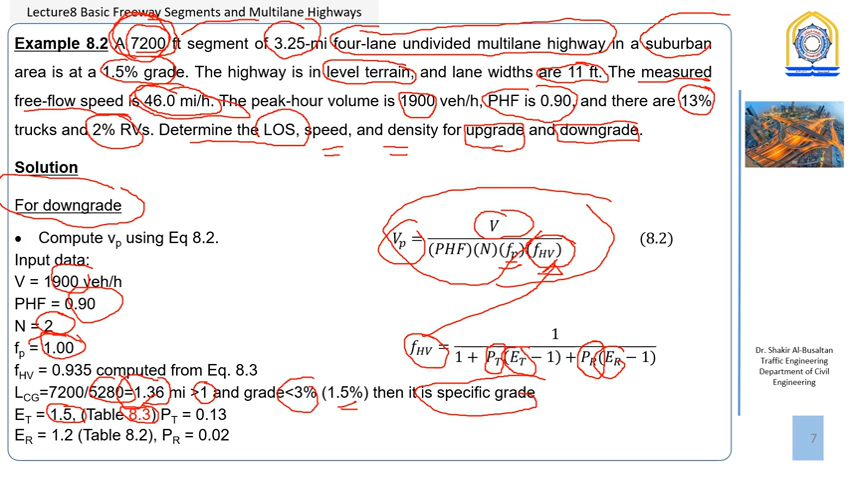 Lecture8 Basic Freeway Segments and Multilane Highways
Example 8.2 A 7200 ft segment of 3.25-mi four-lane undivided multilane highway in a suburban
area is at a 1.5% grade. The highway is in level terrain, and lane widths are 11 ft. The measured
free-flow speed is 46.0 mi/h. The peak-hour volume is 1900 veh/h, PHF is 0.90, and there are 13%
trucks and 2% RVs. Determine the LOS, speed, and density for upgrade and downgrade.
Solution
For downgrade
• Compute vp using Eq 8.2.
Input data:
V = 1900 veh/h
PHF = 0.90
N = 2
fp = 1.00
fHV = 0.935 computed from Eq. 8.3
LCG=7200/5280=1.36 mi >1 and grade<3% (1.5%) then it is specific grade
ET = 1.5, (Table 8.3) PT = 0.13
ER = 1.2 (Table 8.2), PR = 0.02
Vp = V / (PHF)(N)(fp)(fHV) (8.2)
fHV = 1 / 1 + PT(ET − 1) + PR(ER − 1)
Dr. Shakir Al-Busaltan
Traffic Engineering
Department of Civil
Engineering
7